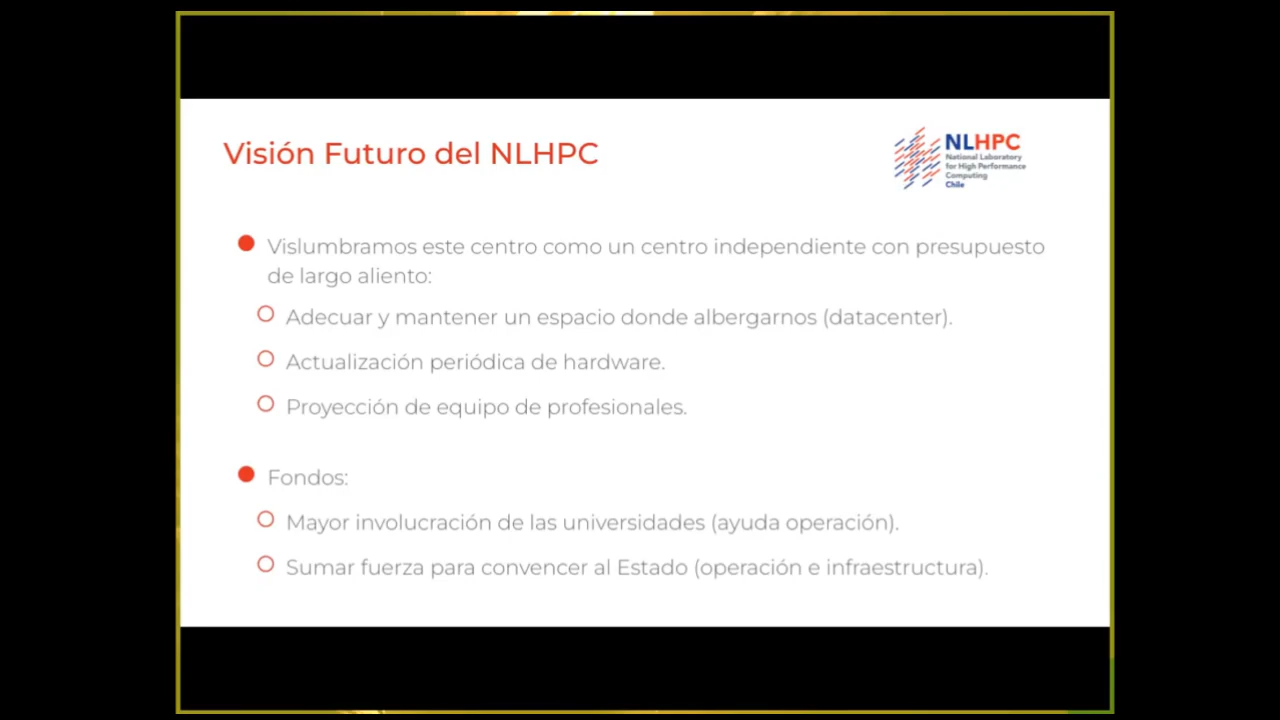 Visión Futuro del NLHPC
NLHPC
National Laboratory
for High Performance
Computing
Chile
Vislumbramos este centro como un centro independiente con presupuesto
de largo aliento:
Adecuar y mantener un espacio donde albergarnos (datacenter).
Actualización periódica de hardware.
Proyección de equipo de profesionales.
Fondos:
Mayor involucración de las universidades (ayuda operación).
Sumar fuerza para convencer al Estado (operación e infraestructura).